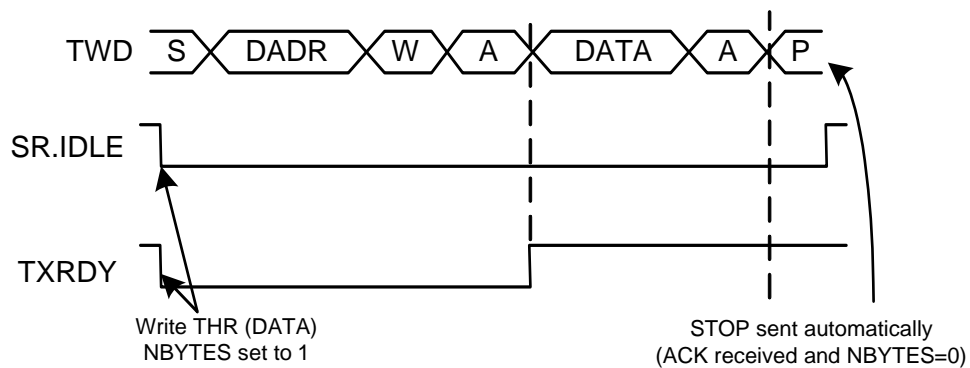 TWD S DADR W A DATA A P
SR.IDLE
TXRDY
Write THR (DATA)
NBYTES set to 1
STOP sent automatically
(ACK received and NBYTES=0)